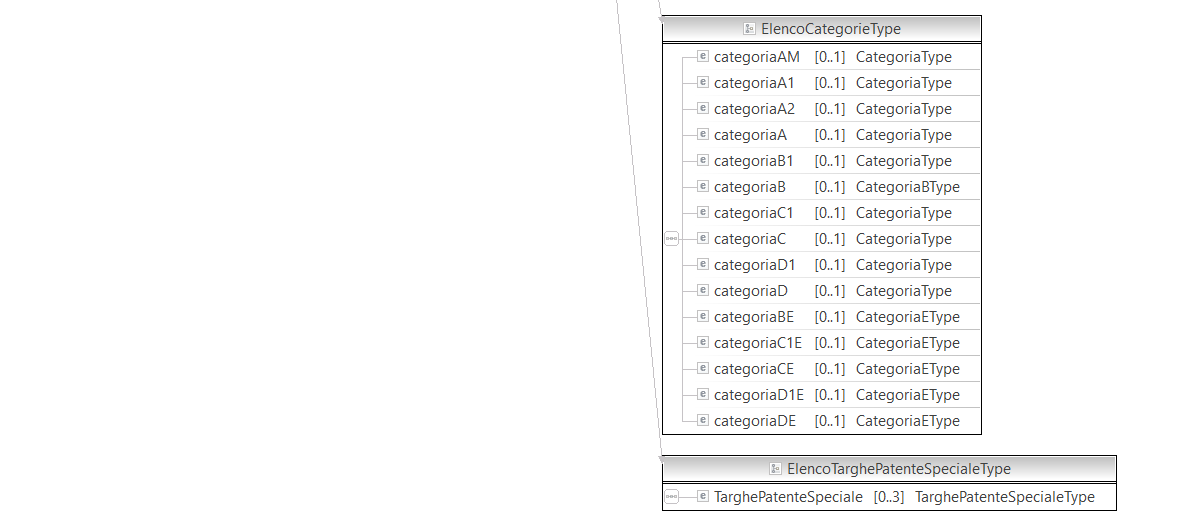 ElencoCategorieType
e categoriaAM [0..1] CategoriaType
e categoriaA1 [0..1] CategoriaType
e categoriaA2 [0..1] CategoriaType
e categoriaA [0..1] CategoriaType
e categoriaB1 [0..1] CategoriaType
e categoriaB [0..1] CategoriaBType
e categoriaC1 [0..1] CategoriaType
e categoriaC [0..1] CategoriaType
e categoriaD1 [0..1] CategoriaType
e categoriaD [0..1] CategoriaType
e categoriaBE [0..1] CategoriaEType
e categoriaC1E [0..1] CategoriaEType
e categoriaCE [0..1] CategoriaEType
e categoriaD1E [0..1] CategoriaEType
e categoriaDE [0..1] CategoriaEType
ElencoTarghePatenteSpecialeType
e TarghePatenteSpeciale [0..3] TarghePatenteSpecialeType